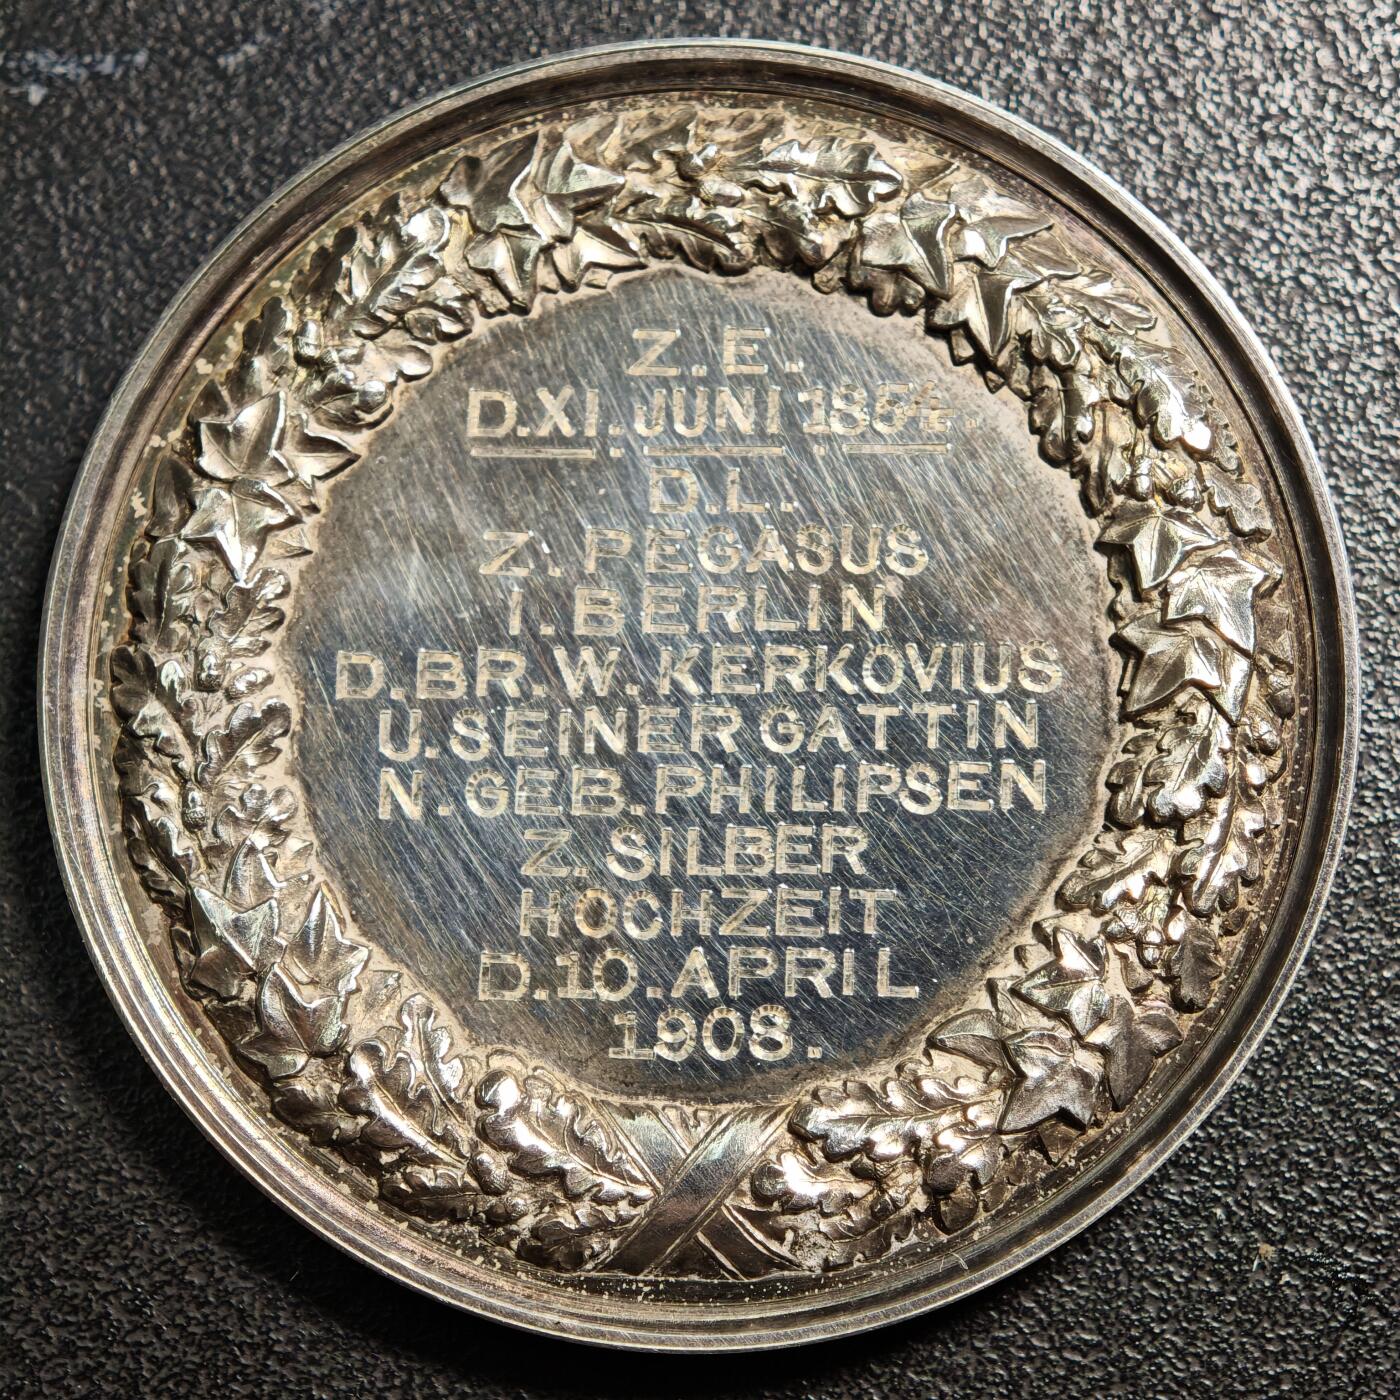 Z.E.
D.XI.JUNI 1854.
D.L.
Z.PEGASUS
I.BERLIN
D.BR.W.KERKOVIUS
U.SEINER GATTIN
N.GEB.PHILIPSEN
Z.SILBER
HOCHZEIT
D.10.APRIL
1908.